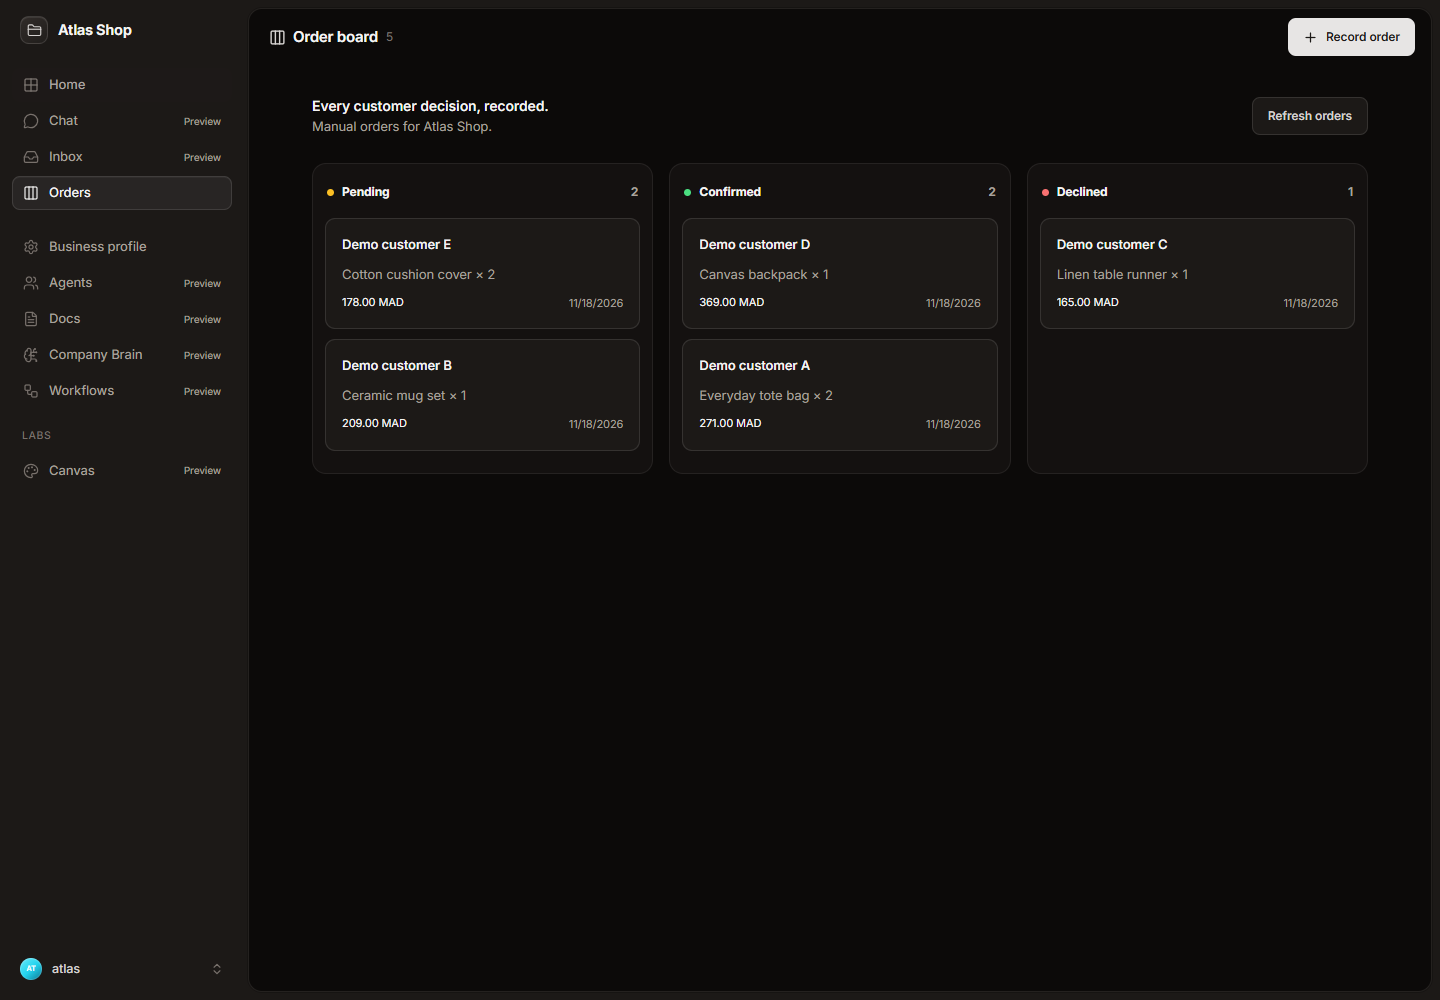 Atlas Shop
Home
Chat Preview
Inbox Preview
Orders
Business profile
Agents Preview
Docs Preview
Company Brain Preview
Workflows Preview
LABS
Canvas Preview
AT atlas
Order board 5
Record order
Every customer decision, recorded.
Manual orders for Atlas Shop.
Refresh orders
Pending 2
Demo customer E
Cotton cushion cover × 2
178.00 MAD 11/18/2026
Demo customer B
Ceramic mug set × 1
209.00 MAD 11/18/2026
Confirmed 2
Demo customer D
Canvas backpack × 1
369.00 MAD 11/18/2026
Demo customer A
Everyday tote bag × 2
271.00 MAD 11/18/2026
Declined 1
Demo customer C
Linen table runner × 1
165.00 MAD 11/18/2026